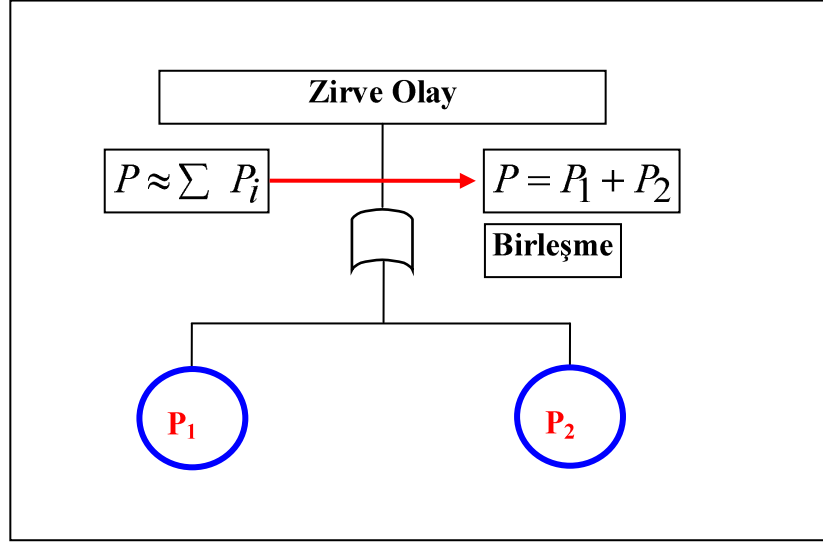 Zirve Olay
P ≈ ∑ Pᵢ
P = P₁ + P₂
Birleşme
P₁
P₂